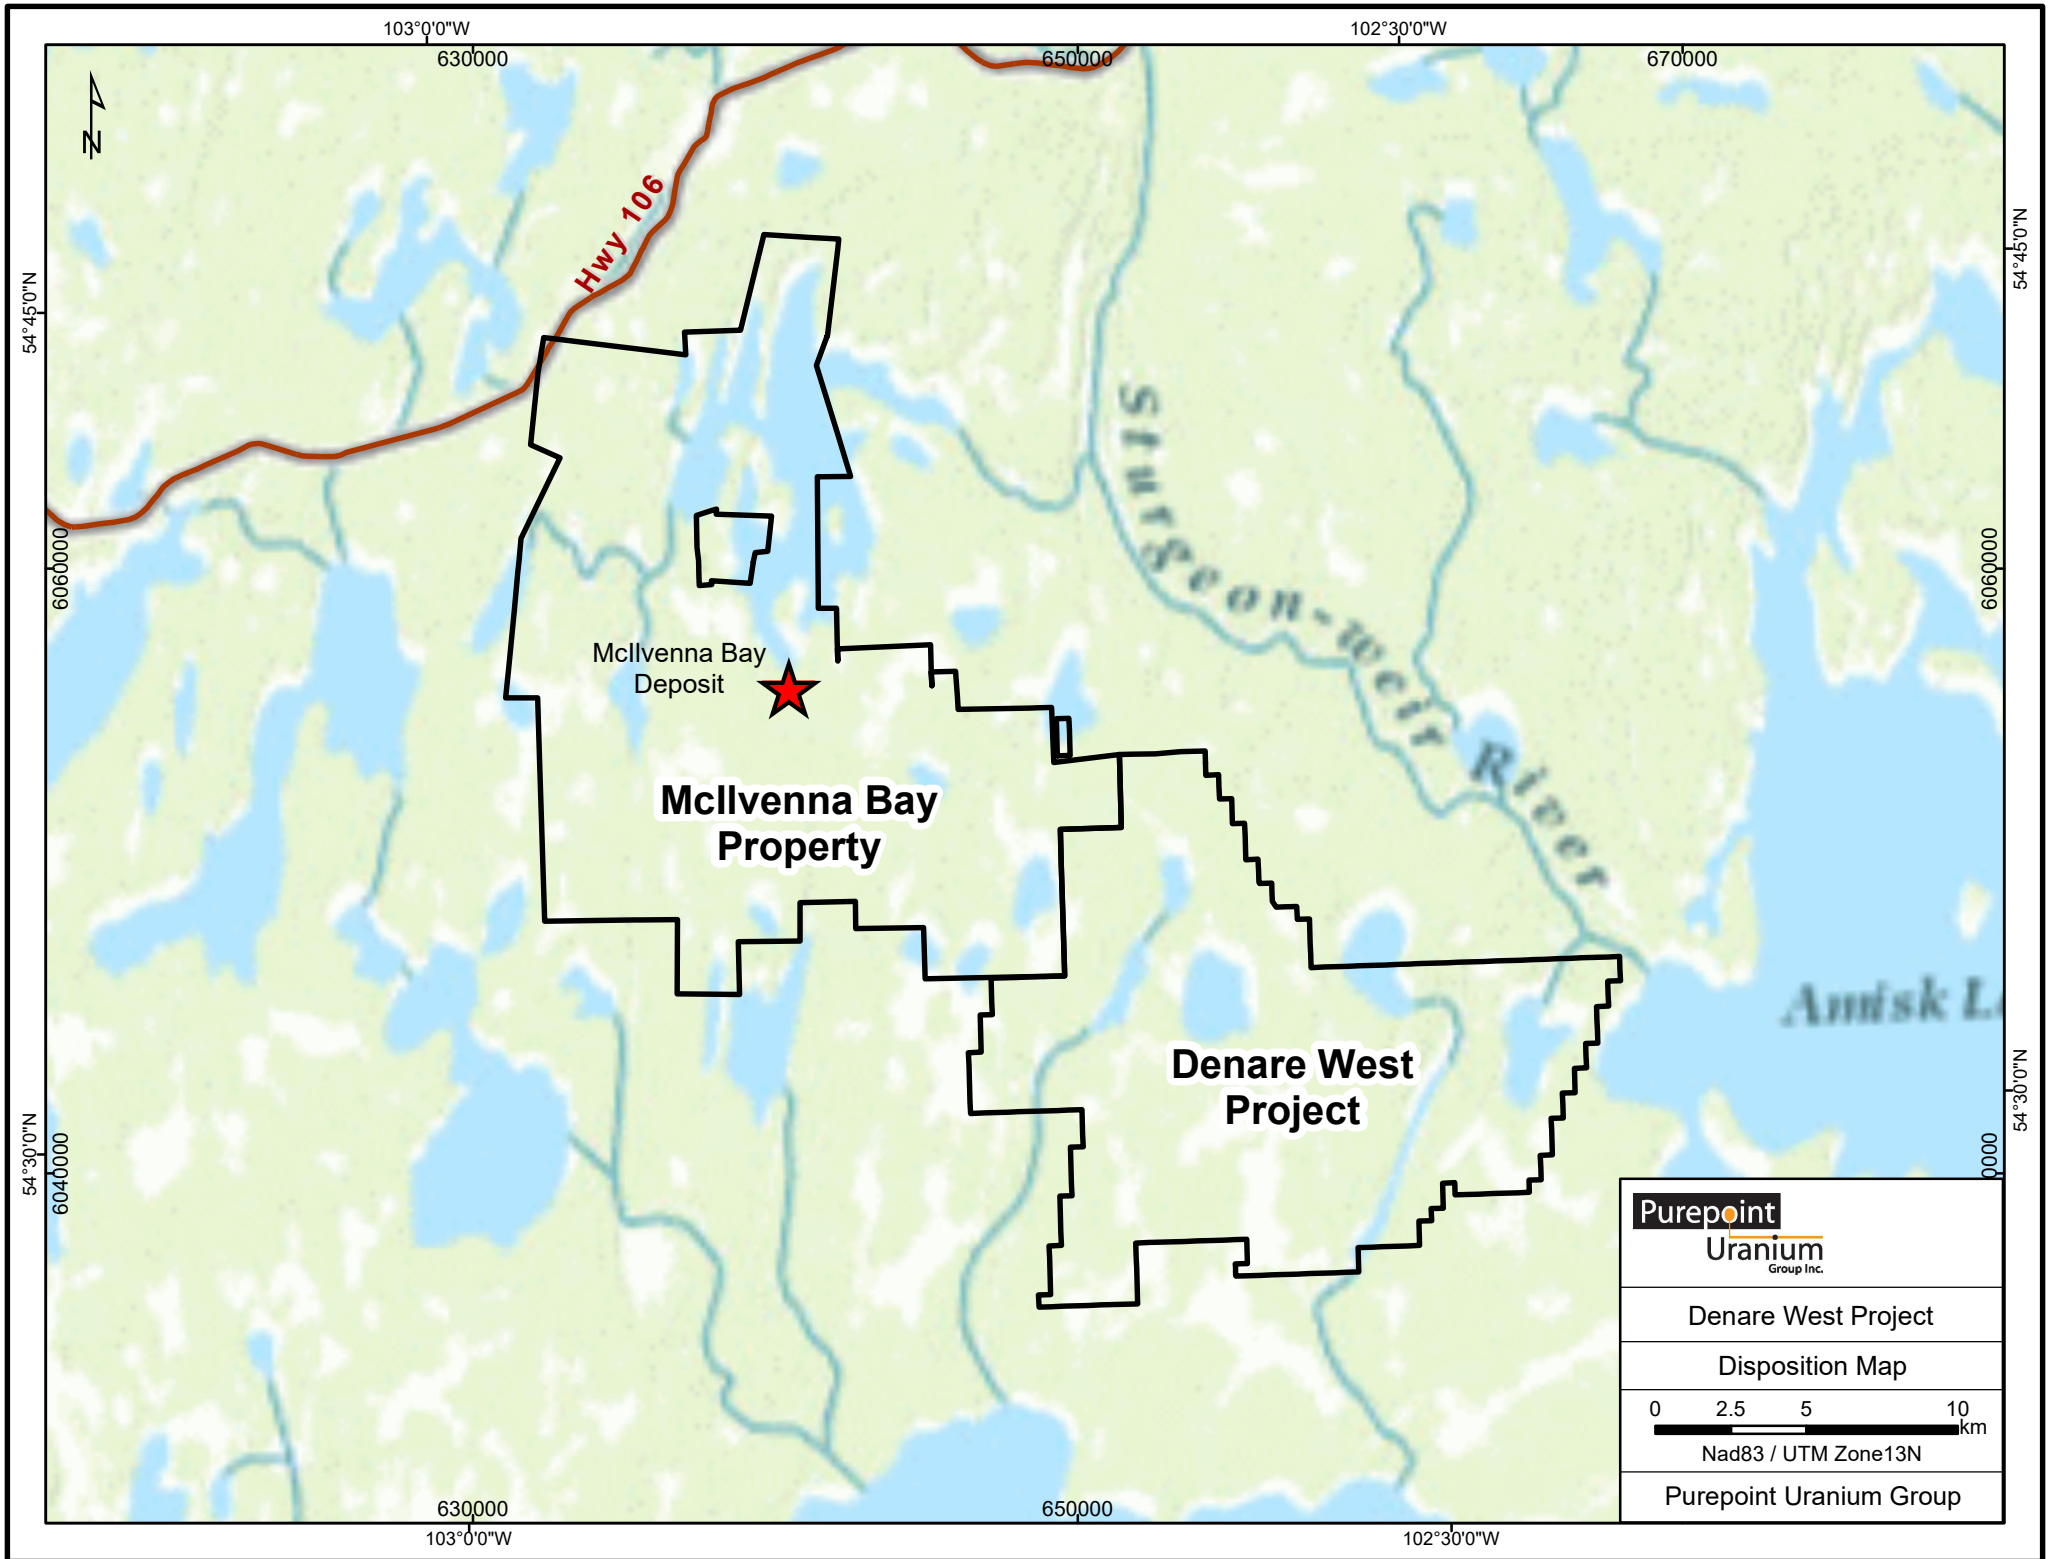 103°0'0"W
102°30'0"W
630000
650000
670000
N
Hwy 106
54°45'0"N
54°45'0"N
Sturgeon-weir River
6060000
6060000
McIlvenna Bay
Deposit
McIlvenna Bay
Property
Amisk L
Denare West
Project
54°30'0"N
54°30'0"N
6040000
0000
Purepoint
Uranium
Group Inc.
Denare West Project
Disposition Map
0 2.5 5 10
km
Nad83 / UTM Zone13N
Purepoint Uranium Group
630000
650000
103°0'0"W
102°30'0"W